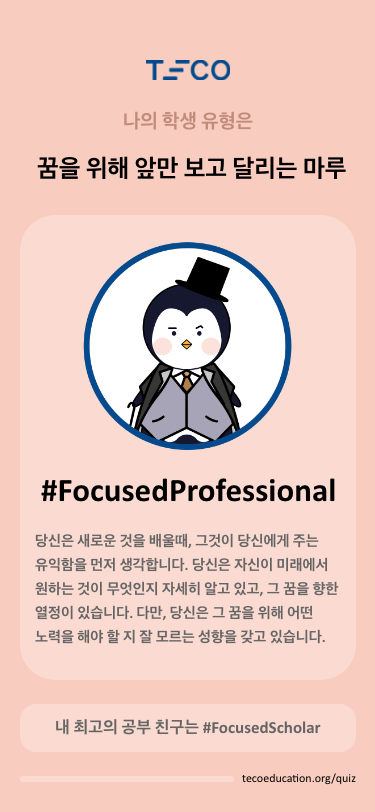 TECO
나의 학생 유형은
꿈을 위해 앞만 보고 달리는 마루
#FocusedProfessional
당신은 새로운 것을 배울때, 그것이 당신에게 주는
유익함을 먼저 생각합니다. 당신은 자신이 미래에서
원하는 것이 무엇인지 자세히 알고 있고, 그 꿈을 향한
열정이 있습니다. 다만, 당신은 그 꿈을 위해 어떤
노력을 해야 할 지 잘 모르는 성향을 갖고 있습니다.
내 최고의 공부 친구는 #FocusedScholar
tecoeducation.org/quiz